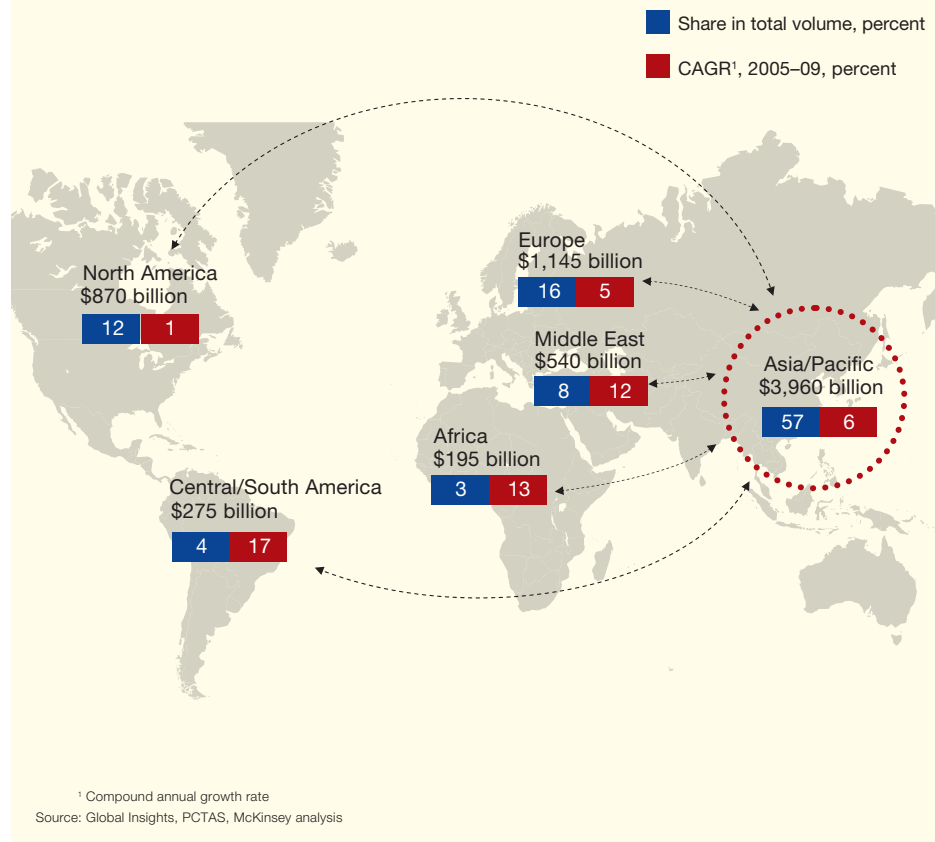 Share in total volume, percent
CAGR¹, 2005–09, percent
Europe
$1,145 billion
16 5
North America
$870 billion
12 1
Middle East
$540 billion
8 12
Asia/Pacific
$3,960 billion
57 6
Africa
$195 billion
3 13
Central/South America
$275 billion
4 17
¹ Compound annual growth rate
Source: Global Insights, PCTAS, McKinsey analysis